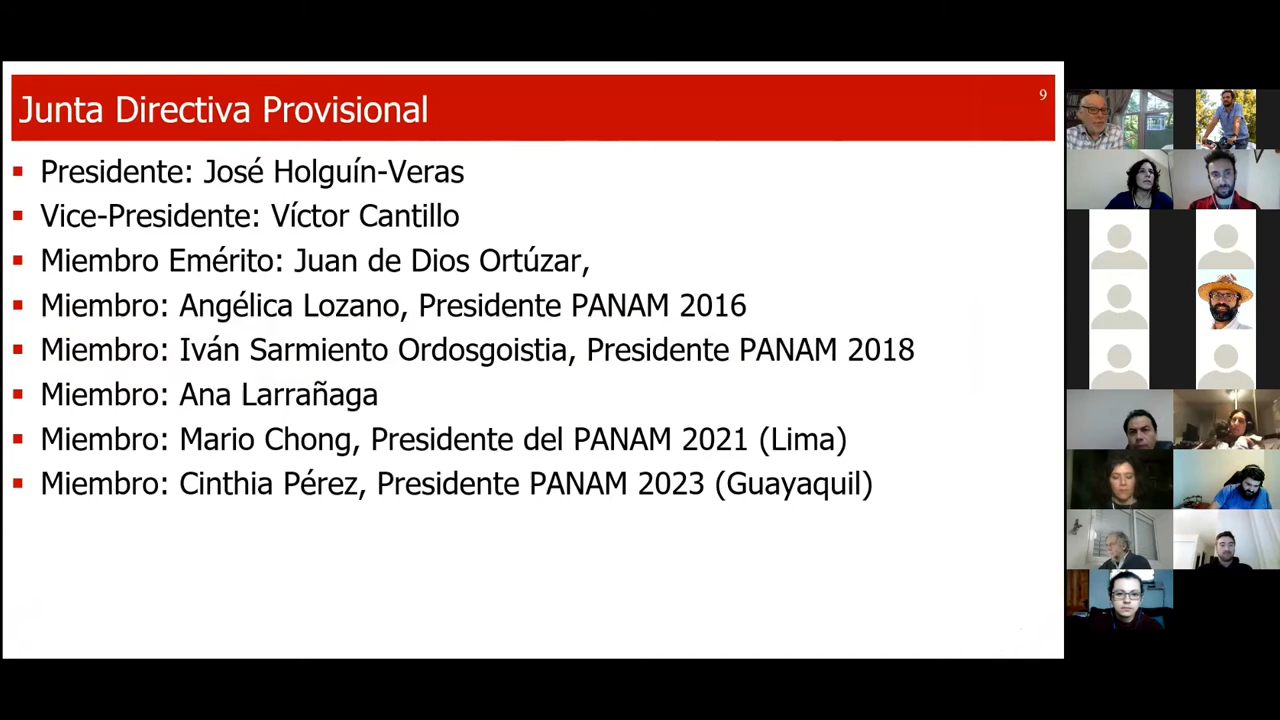 Junta Directiva Provisional
9
Presidente: José Holguín-Veras
Vice-Presidente: Víctor Cantillo
Miembro Emérito: Juan de Dios Ortúzar,
Miembro: Angélica Lozano, Presidente PANAM 2016
Miembro: Iván Sarmiento Ordosgoistia, Presidente PANAM 2018
Miembro: Ana Larrañaga
Miembro: Mario Chong, Presidente del PANAM 2021 (Lima)
Miembro: Cinthia Pérez, Presidente PANAM 2023 (Guayaquil)